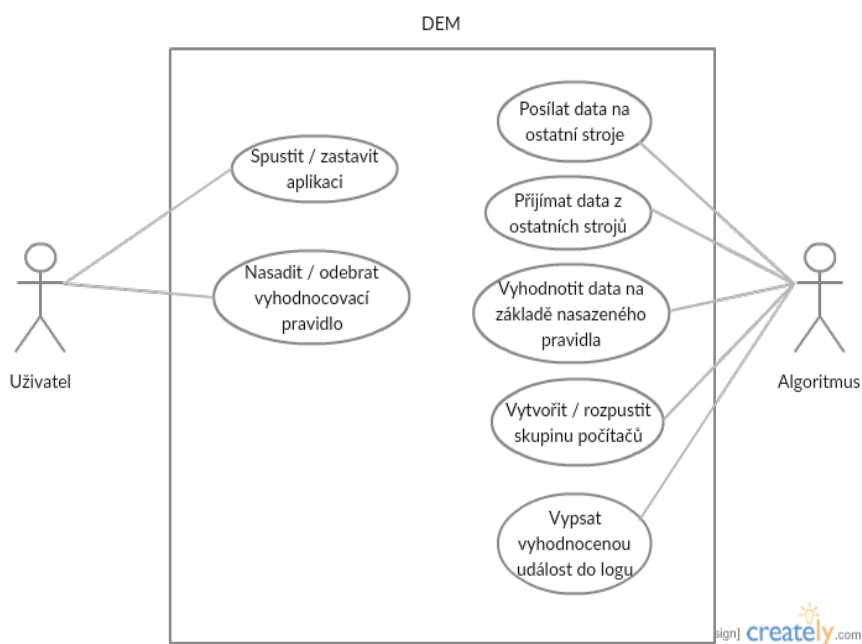 DEM
Spustit / zastavit
aplikaci
Nasadit / odebrat
vyhodnocovací
pravidlo
Uživatel
Posílat data na
ostatní stroje
Přijímat data z
ostatních strojů
Vyhodnotit data na
základě nasazeného
pravidla
Vytvořit / rozpustit
skupinu počítačů
Vypsat
vyhodnocenou
událost do logu
Algoritmus
sign] creately.com